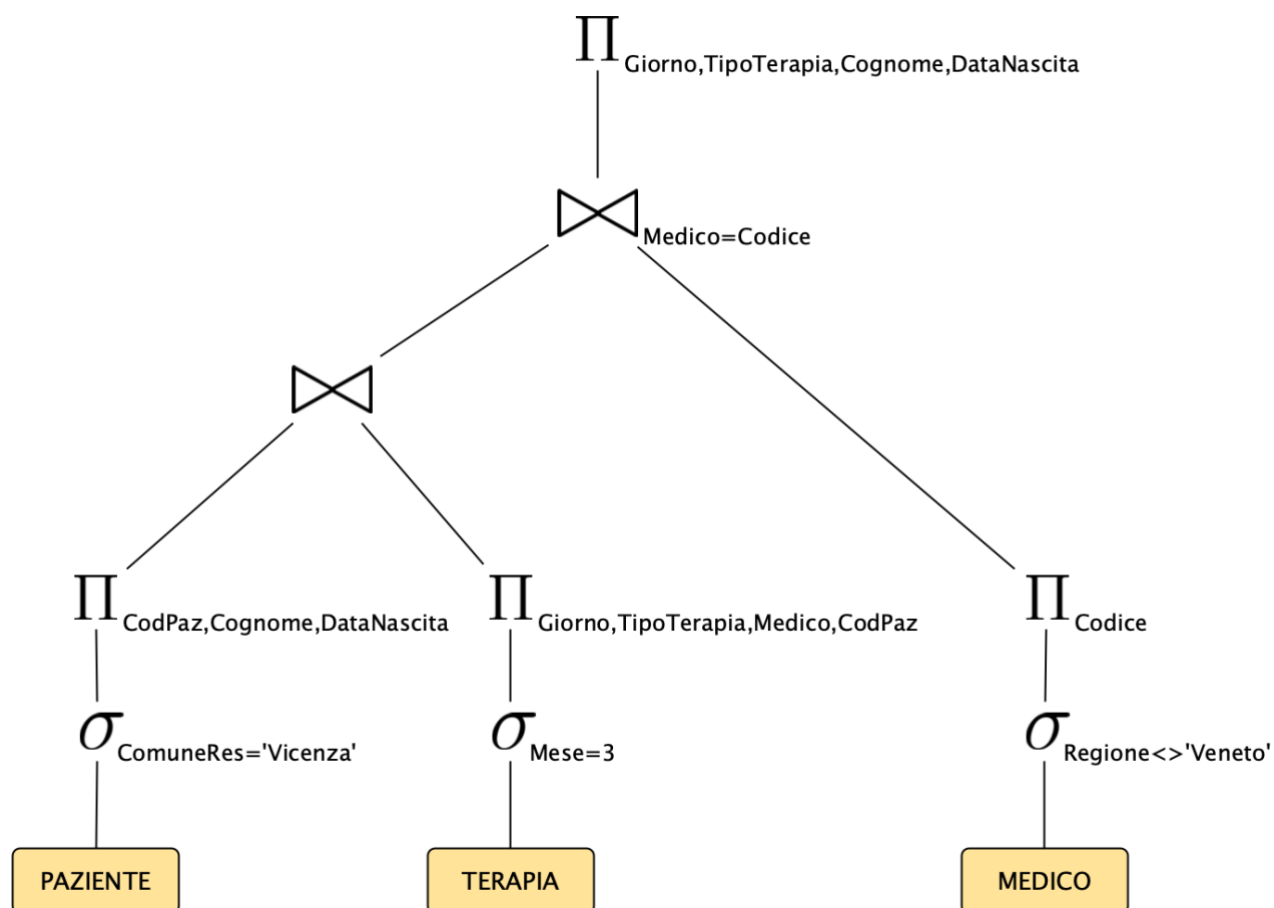 Π Giorno,TipoTerapia,Cognome,DataNascita
⋈ Medico=Codice
⋈
Π CodPaz,Cognome,DataNascita
Π Giorno,TipoTerapia,Medico,CodPaz
Π Codice
σ ComuneRes='Vicenza'
σ Mese=3
σ Regione<>'Veneto'
PAZIENTE
TERAPIA
MEDICO